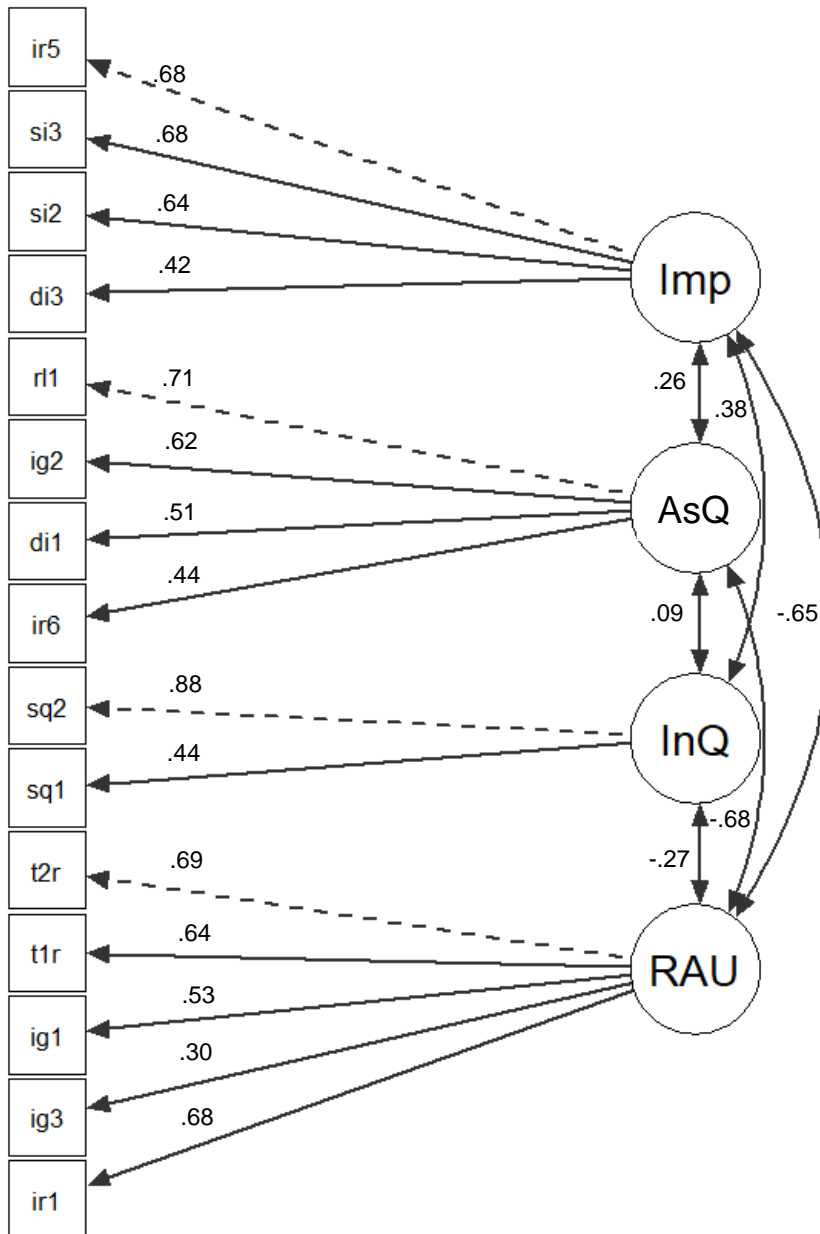 ir5
.68
si3
.68
si2
.64
di3
.42
Imp
rl1
.71
.26
.38
ig2
.62
AsQ
di1
.51
ir6
.44
.09
-.65
sq2
.88
InQ
sq1
.44
-.68
t2r
.69
-.27
t1r
.64
RAU
ig1
.53
ig3
.30
ir1
.68